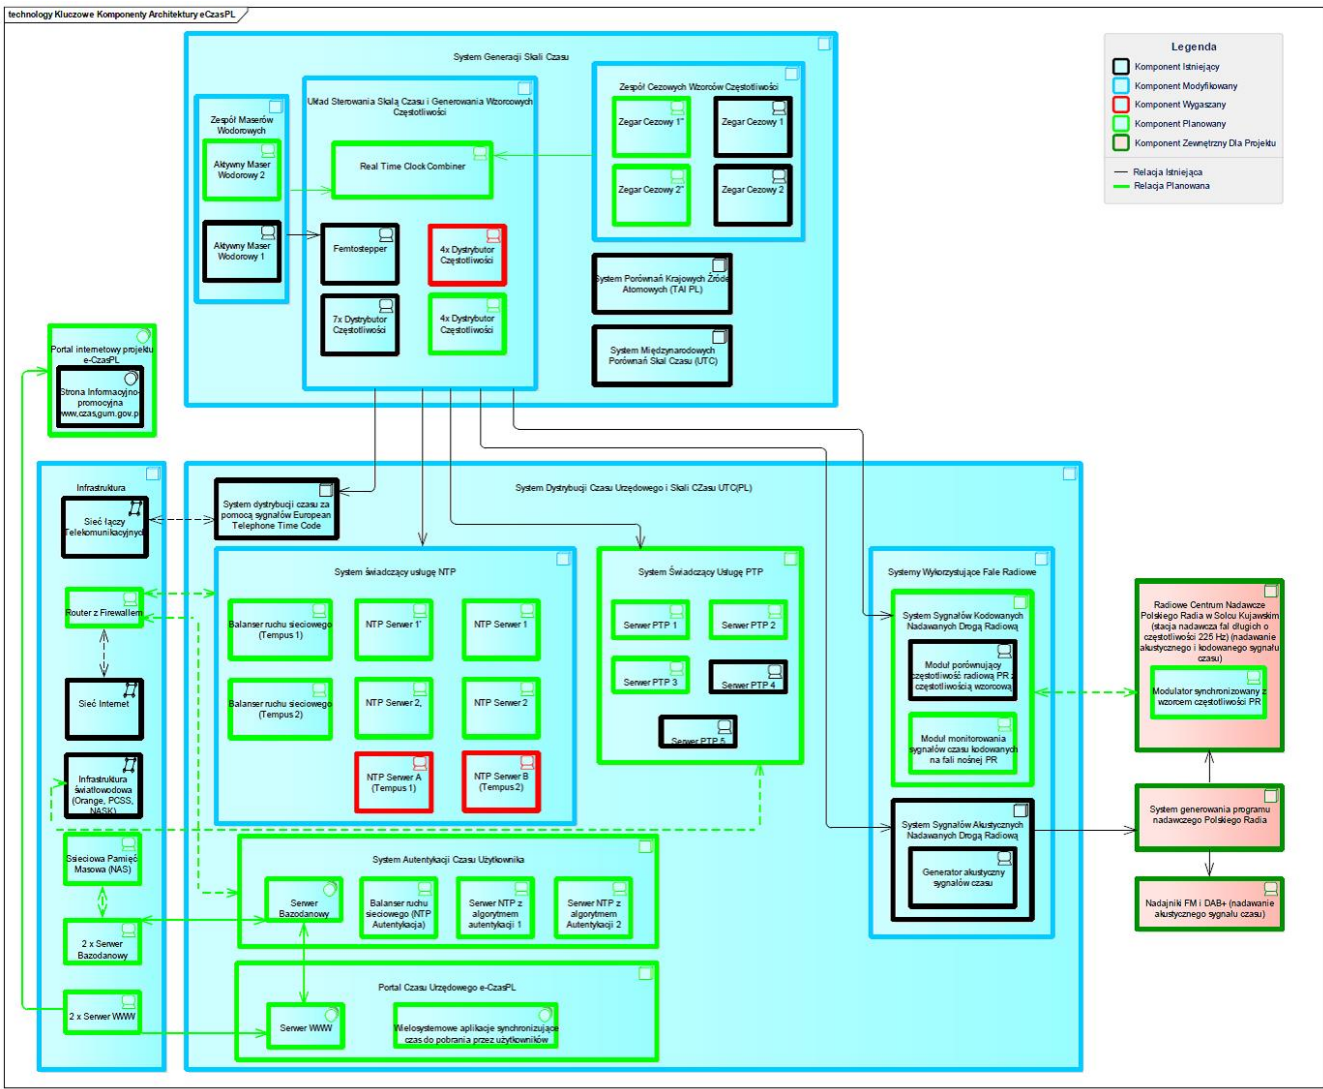 technology Kluczowe Komponenty Architektury eCzasPL
Legenda
Komponent Istniejący
Komponent Modyfikowany
Komponent Wygaszany
Komponent Planowany
Komponent Zewnętrzny Dla Projektu
Relacja Istniejąca
Relacja Planowana
System Generacji Skali Czasu
Zespół Maserów
Wodorowych
Aktywny Maser
Wodorowy 2
Aktywny Maser
Wodorowy 1
Układ Sterowania Skalą Czasu i Generowania Wzorcowych
Częstotliwości
Real Time Clock Combiner
Femtostepper
4x Dystrybutor
Częstotliwości
7x Dystrybutor
Częstotliwości
4x Dystrybutor
Częstotliwości
Zespół Cezowych Wzorców Częstotliwości
Zegar Cezowy 1"
Zegar Cezowy 1
Zegar Cezowy 2"
Zegar Cezowy 2
System Porównań Krajowych Źródeł
Atomowych (TAI PL)
System Międzynarodowych
Porównań Skal Czasu (UTC)
Portal internetowy projektu
e-CzasPL
Strona Informacyjno-
promocyjna
www.czas.gum.gov.pl
Infrastruktura
Sieć łączy
Telekomunikacyjnych
Router z Firewallem
Sieć Internet
Infrastruktura
światłowodowa
(Orange, PCSS,
NASK)
Ssieciowa Pamięć
Masowa (NAS)
2 x Serwer
Bazodanowy
2 x Serwer WWW
System Dystrybucji Czasu Urzędowego i Skali CZasu UTC(PL)
System dystrybucji czasu za
pomocą sygnałów European
Telephone Time Code
System świadczący usługę NTP
Balanser ruchu sieciowego
(Tempus 1)
NTP Serwer 1'
NTP Serwer 1
Balanser ruchu sieciowego
(Tempus 2)
NTP Serwer 2,
NTP Serwer 2
NTP Serwer A
(Tempus 1)
NTP Serwer B
(Tempus 2)
System Świadczący Usługę PTP
Serwer PTP 1
Serwer PTP 2
Serwer PTP 3
Serwer PTP 4
Serwer PTP 5
Systemy Wykorzystujące Fale Radiowe
System Sygnałów Kodowanych
Nadawanych Drogą Radiową
Moduł porównujący
częstotliwość radiową PR z
częstotliwością wzorcową
Moduł monitorowania
sygnałów czasu kodowanych
na fali nośnej PR
System Sygnałów Akustycznych
Nadawanych Drogą Radiową
Generator akustyczny
sygnałów czasu
Radiowe Centrum Nadawcze
Polskiego Radia w Solcu Kujawskim
(stacja nadawcza fal długich o
częstotliwości 225 Hz) (nadawanie
akustycznego i kodowanego sygnału
czasu)
Modulator synchronizowany z
wzorcem częstotliwości PR
System generowania programu
nadawczego Polskiego Radia
Nadajniki FM i DAB+ (nadawanie
akustycznego sygnału czasu)
System Autentykacji Czasu Użytkownika
Serwer
Bazodanowy
Balanser ruchu
sieciowego (NTP
Autentykacja)
Serwer NTP z
algorytmem
autentykacji 1
Serwer NTP z
algorytmem
Autentykacji 2
Portal Czasu Urzędowego e-CzasPL
Serwer WWW
Wielosystemowe aplikacje synchronizujące
czas do pobrania przez użytkowników